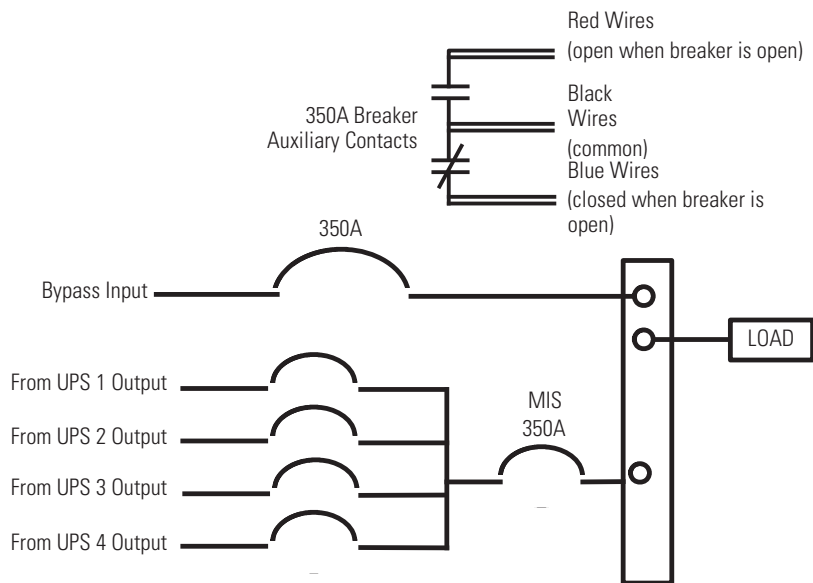 Red Wires
(open when breaker is open)
350A Breaker
Auxiliary Contacts
Black
Wires
(common)
Blue Wires
(closed when breaker is
open)
350A
Bypass Input
LOAD
From UPS 1 Output
MIS
350A
From UPS 2 Output
From UPS 3 Output
From UPS 4 Output